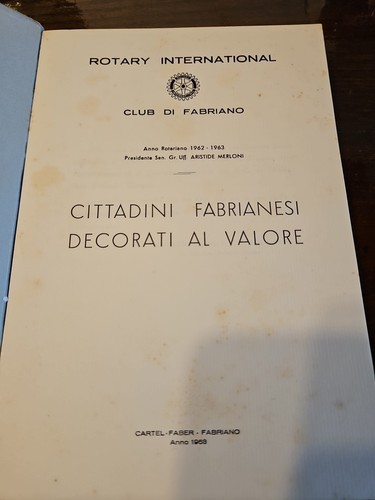 ROTARY INTERNATIONAL
CLUB DI FABRIANO
Anno Rotariano 1962 - 1963
Presidente Sen. Gr. Uff. ARISTIDE MERLONI
CITTADINI FABRIANESI
DECORATI AL VALORE
CARTEL - FABER - FABRIANO
Anno 1963